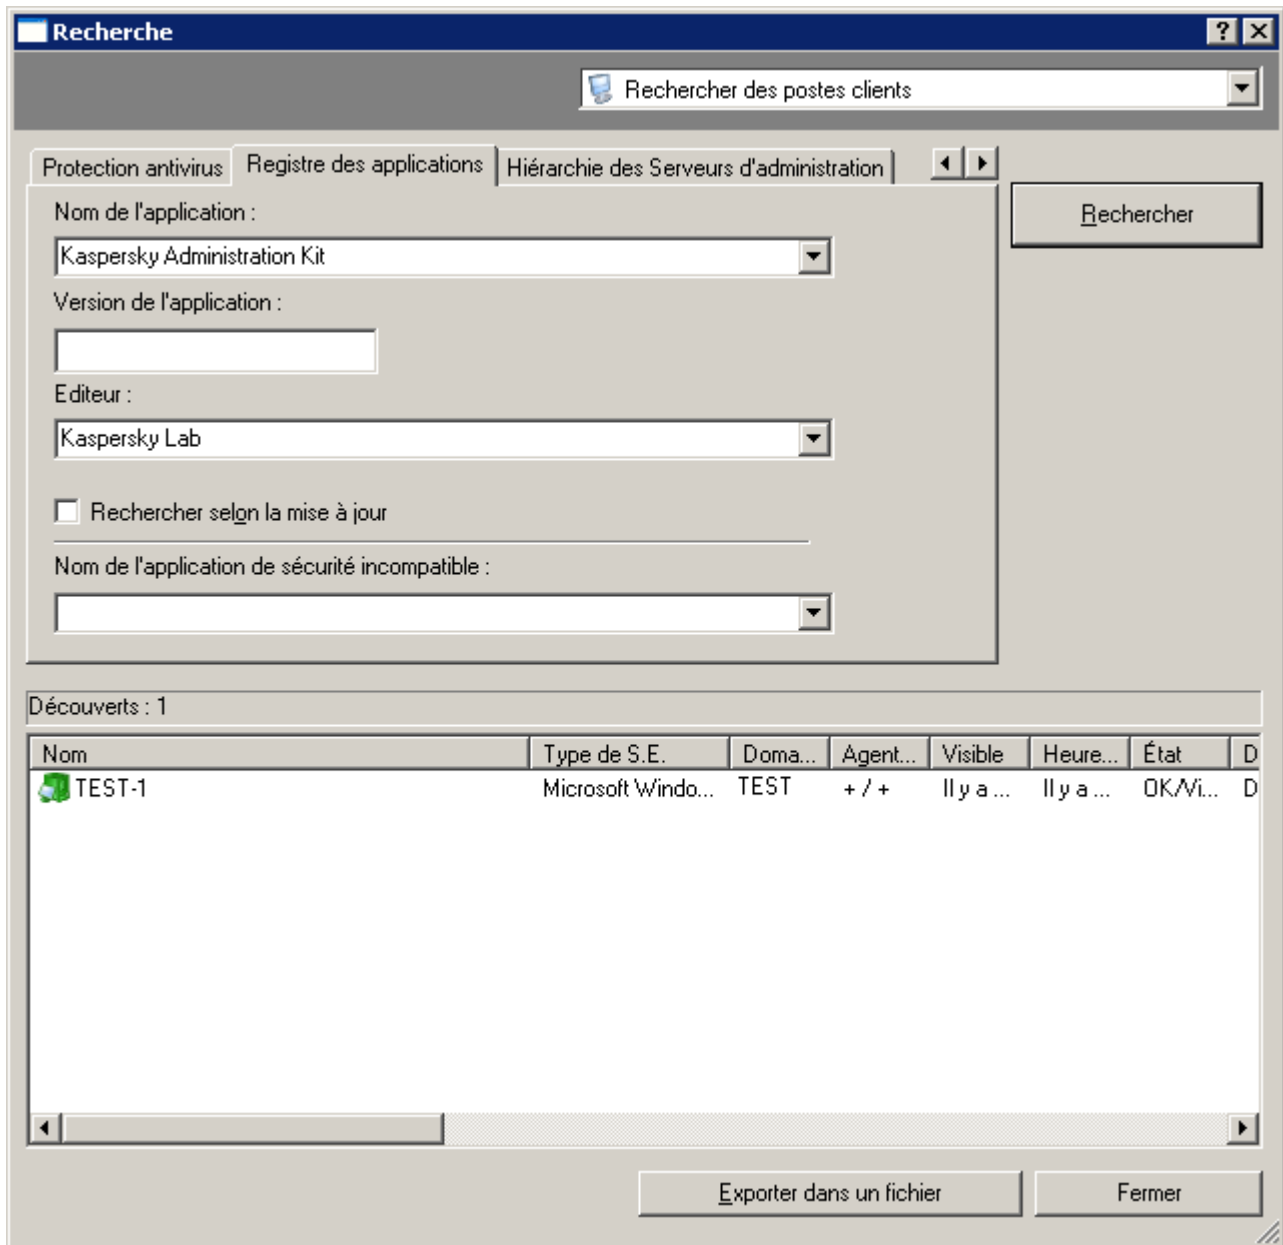 Recherche
Rechercher des postes clients
Protection antivirus Registre des applications Hiérarchie des Serveurs d'administration
Nom de l'application :
Rechercher
Kaspersky Administration Kit
Version de l'application :
Editeur :
Kaspersky Lab
Rechercher selon la mise à jour
Nom de l'application de sécurité incompatible :
Découverts : 1
Nom Type de S.E. Doma... Agent... Visible Heure... État D
TEST-1 Microsoft Windo... TEST + / + Il y a ... Il y a ... OK/Vi... D
Exporter dans un fichier Fermer